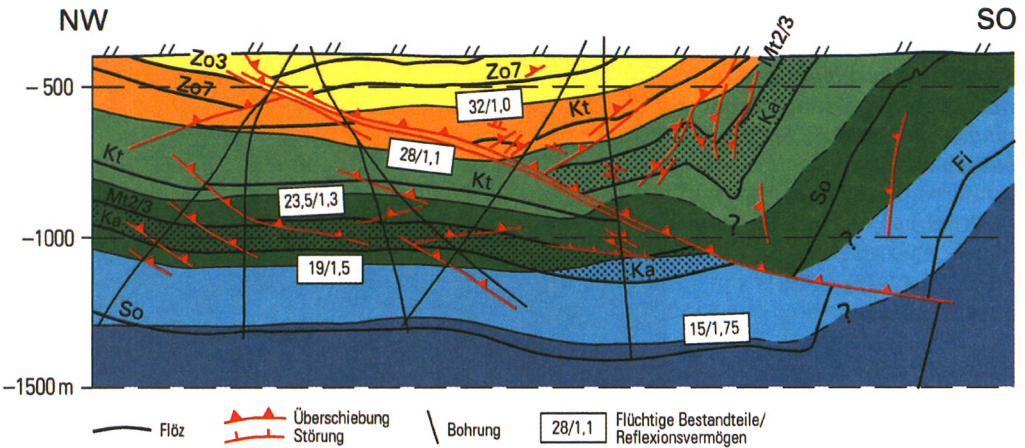 NW SO
Mt2/3
Zo3 Zo7
Zo7
–500
32/1,0 Kt Ka
28/1,1
Kt Kt
23,5/1,3 So Fi
Mt2/3
Ka ?
–1000 ?
19/1,5 Ka
So ?
15/1,75
–1500 m
Flöz
Überschiebung
Störung
Bohrung
28/1,1
Flüchtige Bestandteile/
Reflexionsvermögen